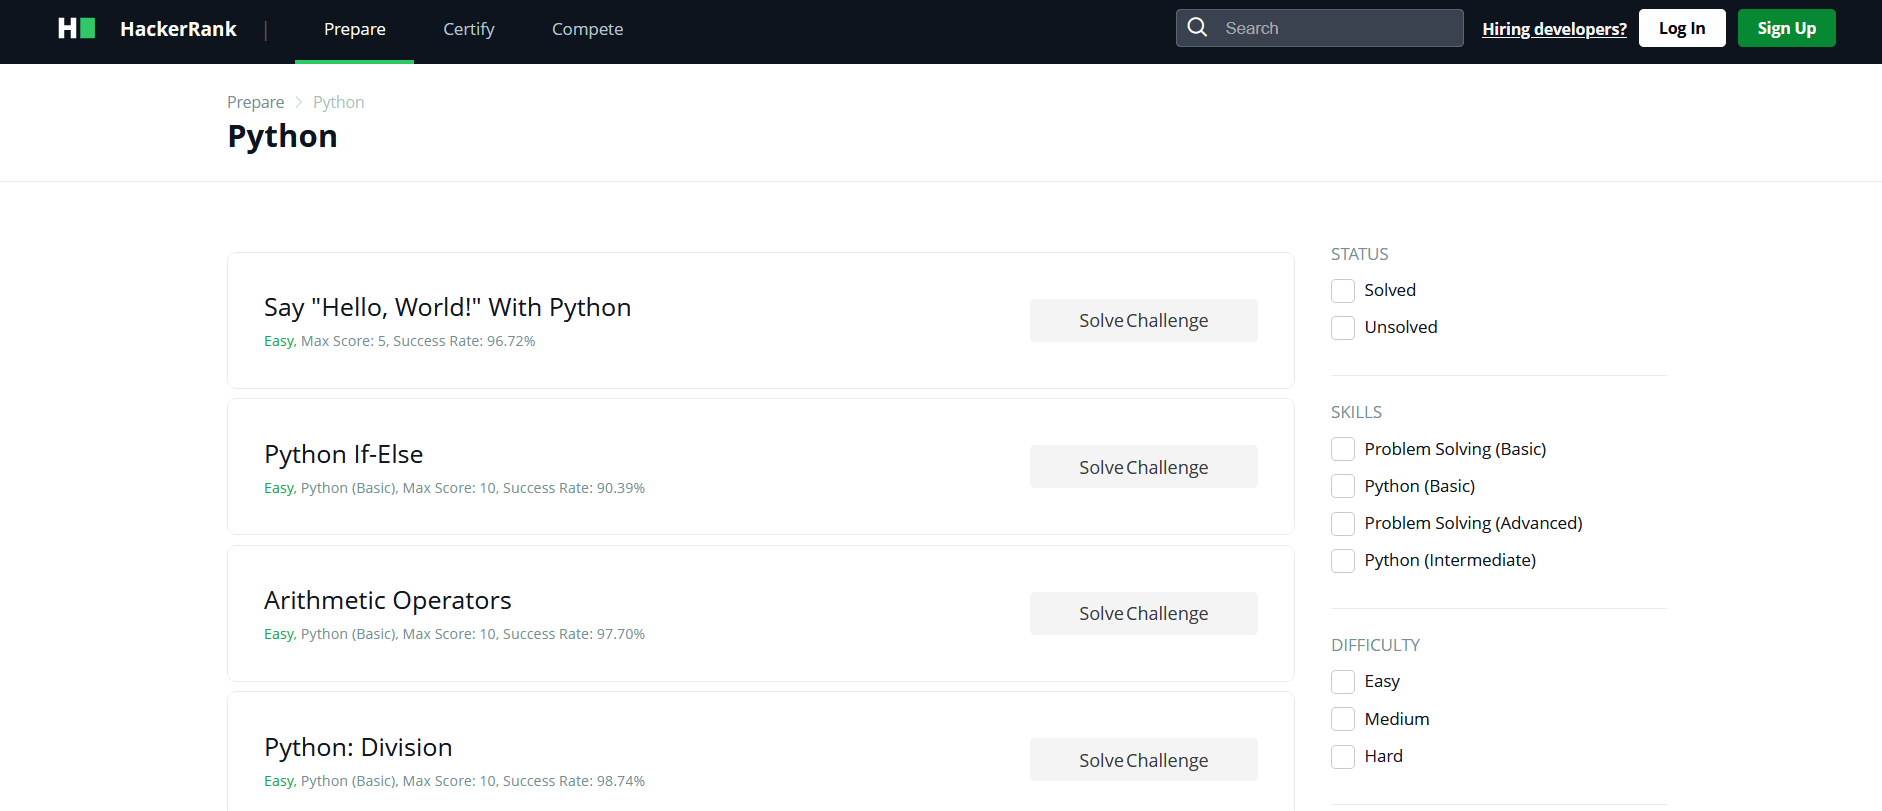 H HackerRank | Prepare Certify Compete Search Hiring developers? Log In Sign Up
Prepare > Python
Python
Say "Hello, World!" With Python
Easy, Max Score: 5, Success Rate: 96.72%
Solve Challenge
Python If-Else
Easy, Python (Basic), Max Score: 10, Success Rate: 90.39%
Solve Challenge
Arithmetic Operators
Easy, Python (Basic), Max Score: 10, Success Rate: 97.70%
Solve Challenge
Python: Division
Easy, Python (Basic), Max Score: 10, Success Rate: 98.74%
Solve Challenge
STATUS
Solved
Unsolved
SKILLS
Problem Solving (Basic)
Python (Basic)
Problem Solving (Advanced)
Python (Intermediate)
DIFFICULTY
Easy
Medium
Hard